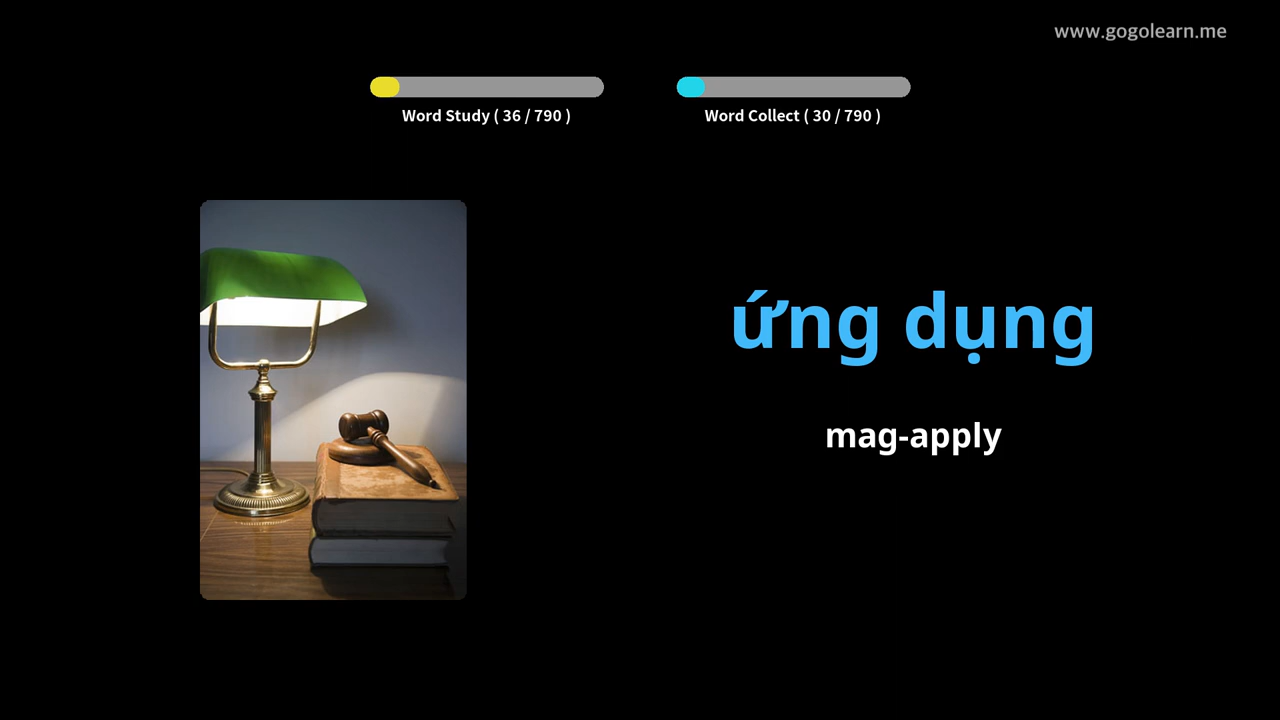 www.gogolearn.me
Word Study ( 36 / 790 )
Word Collect ( 30 / 790 )
ứng dụng
mag-apply